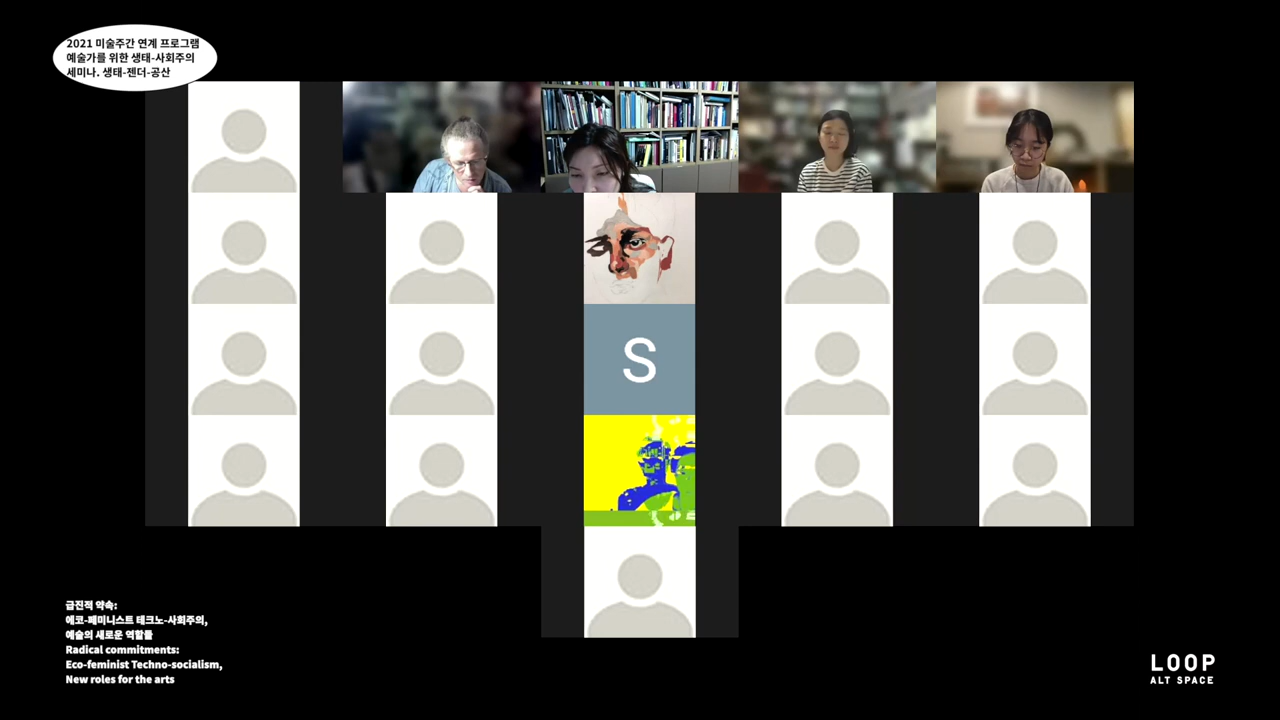 2021 미술주간 연계 프로그램
예술가를 위한 생태-사회주의
세미나. 생태-젠더-공산
S
급진적 약속:
에코-페미니스트 테크노-사회주의,
예술의 새로운 역할들
Radical commitments:
Eco-feminist Techno-socialism,
New roles for the arts
LOOP
ALT SPACE